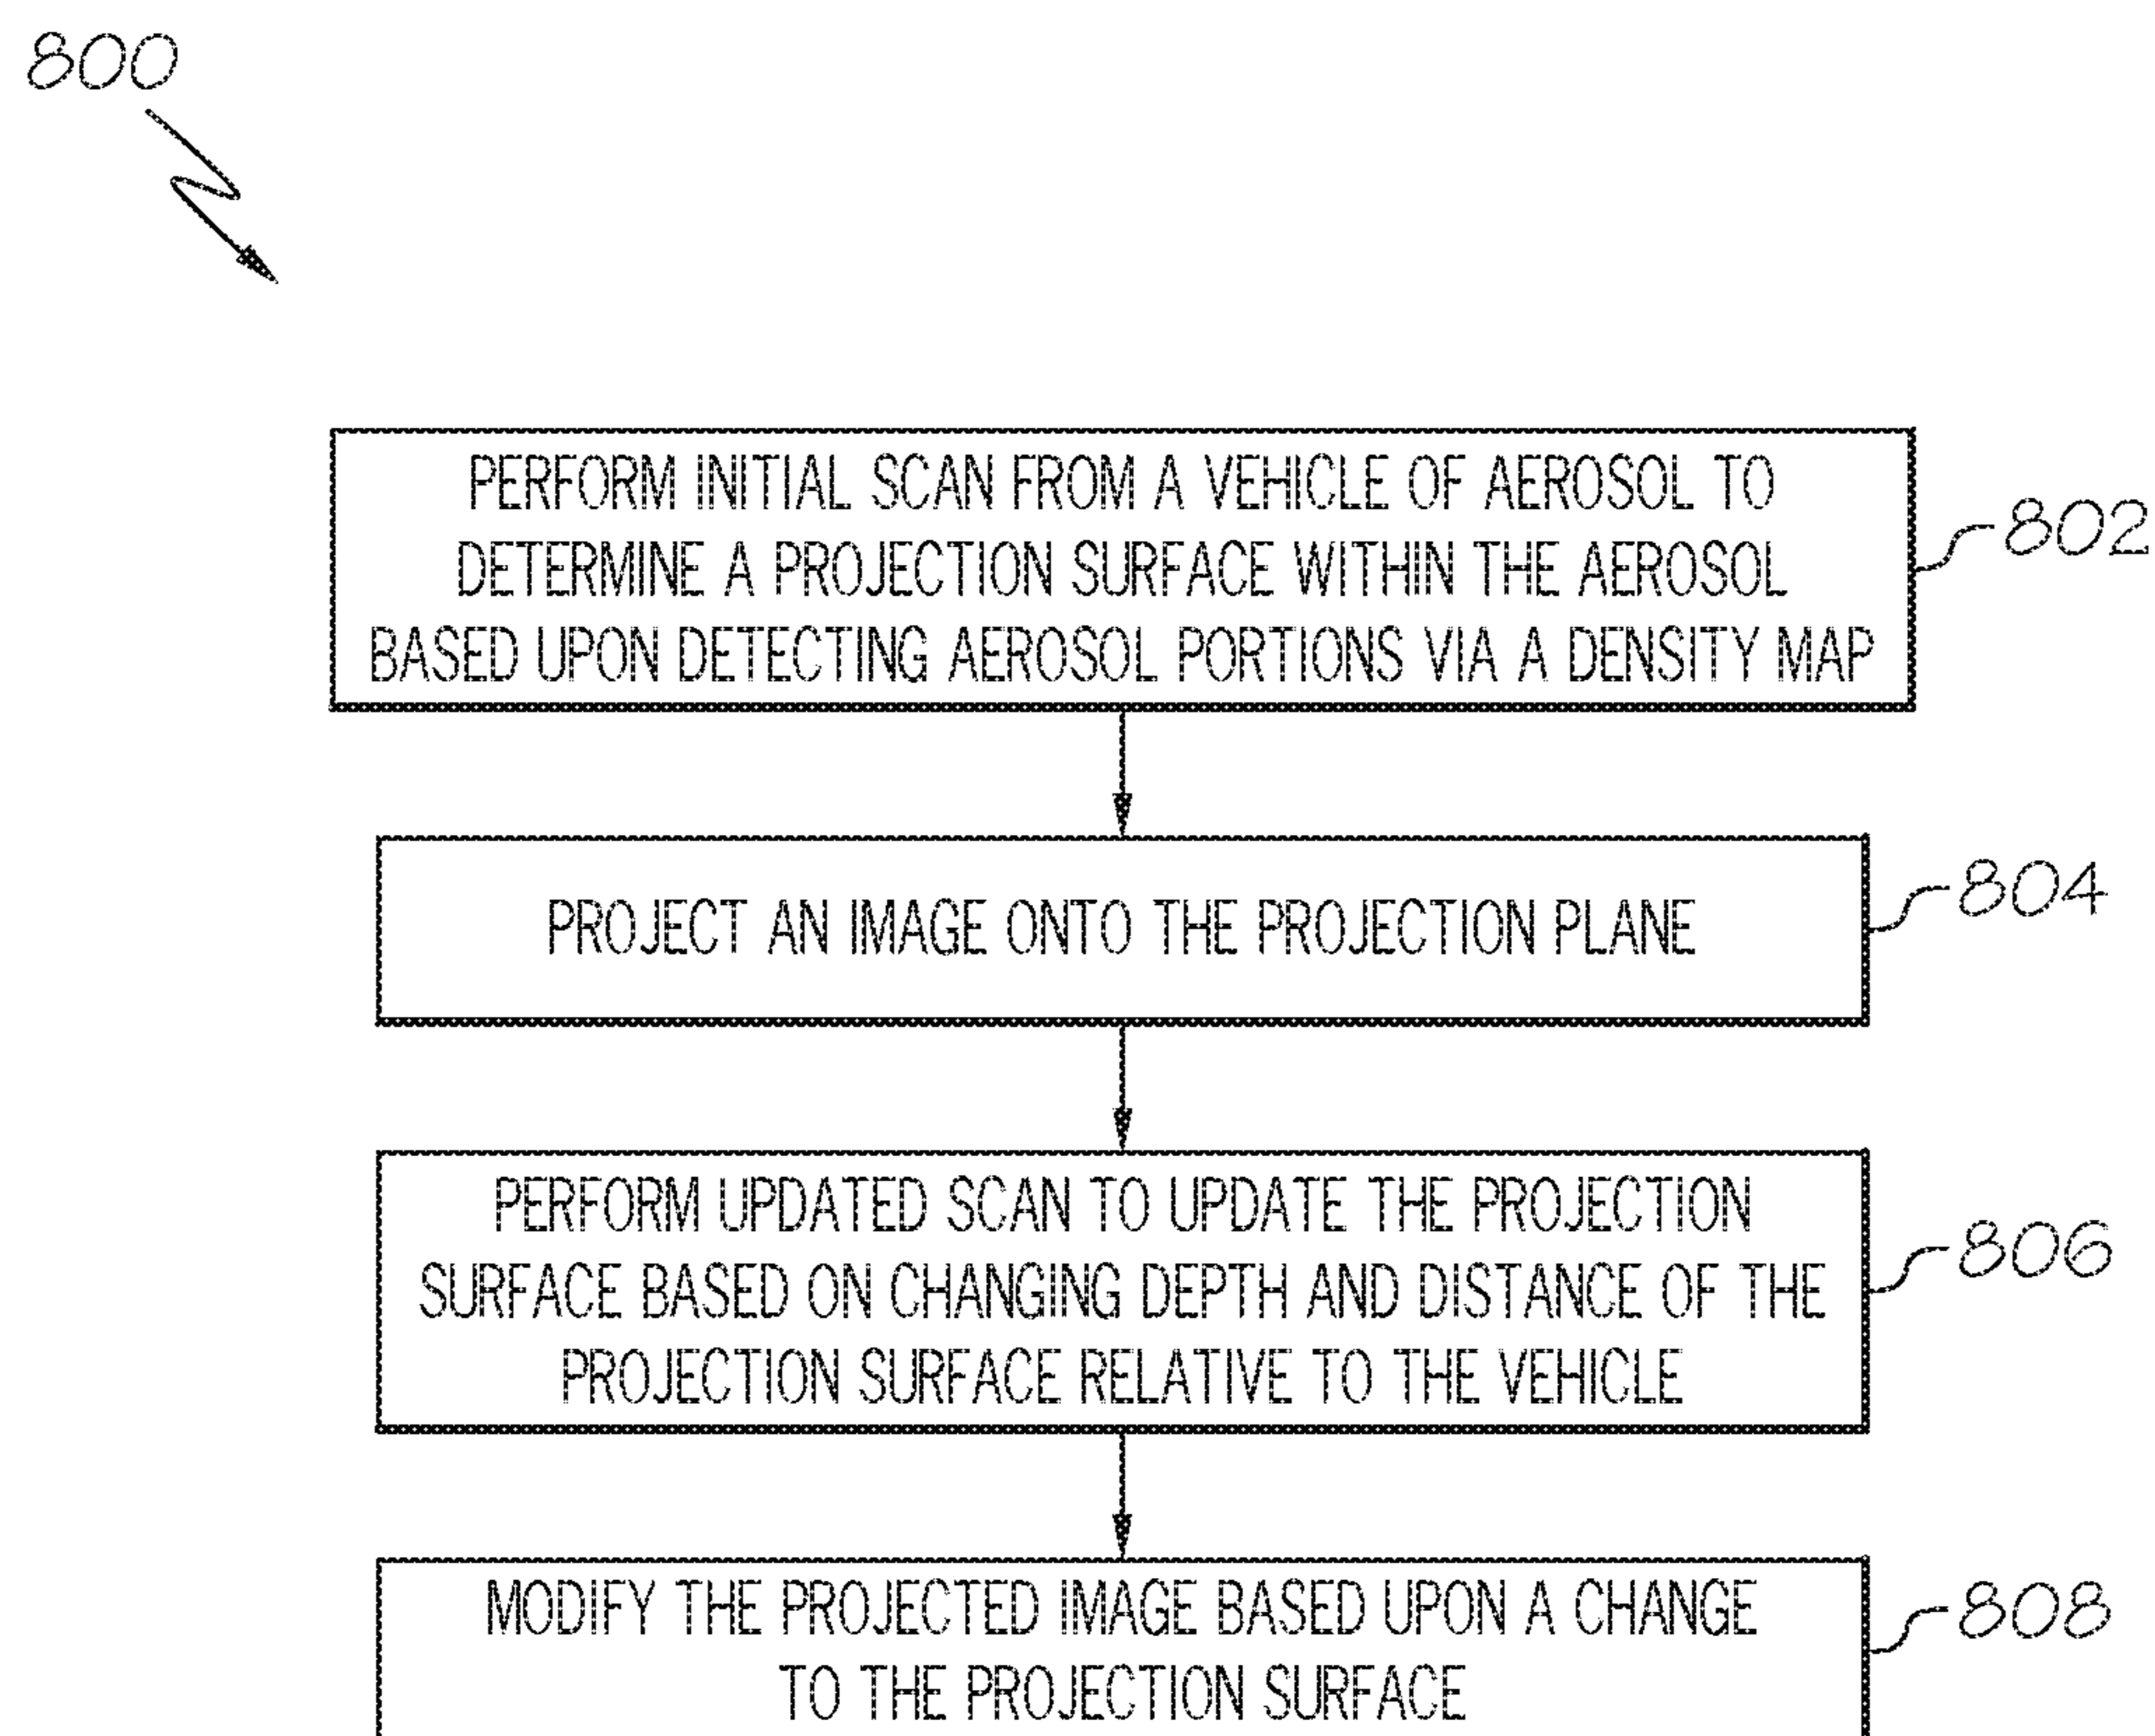 800
PERFORM INITIAL SCAN FROM A VEHICLE OF AEROSOL TO
DETERMINE A PROJECTION SURFACE WITHIN THE AEROSOL
BASED UPON DETECTING AEROSOL PORTIONS VIA A DENSITY MAP
802
PROJECT AN IMAGE ONTO THE PROJECTION PLANE
804
PERFORM UPDATED SCAN TO UPDATE THE PROJECTION
SURFACE BASED ON CHANGING DEPTH AND DISTANCE OF THE
PROJECTION SURFACE RELATIVE TO THE VEHICLE
806
MODIFY THE PROJECTED IMAGE BASED UPON A CHANGE
TO THE PROJECTION SURFACE
808